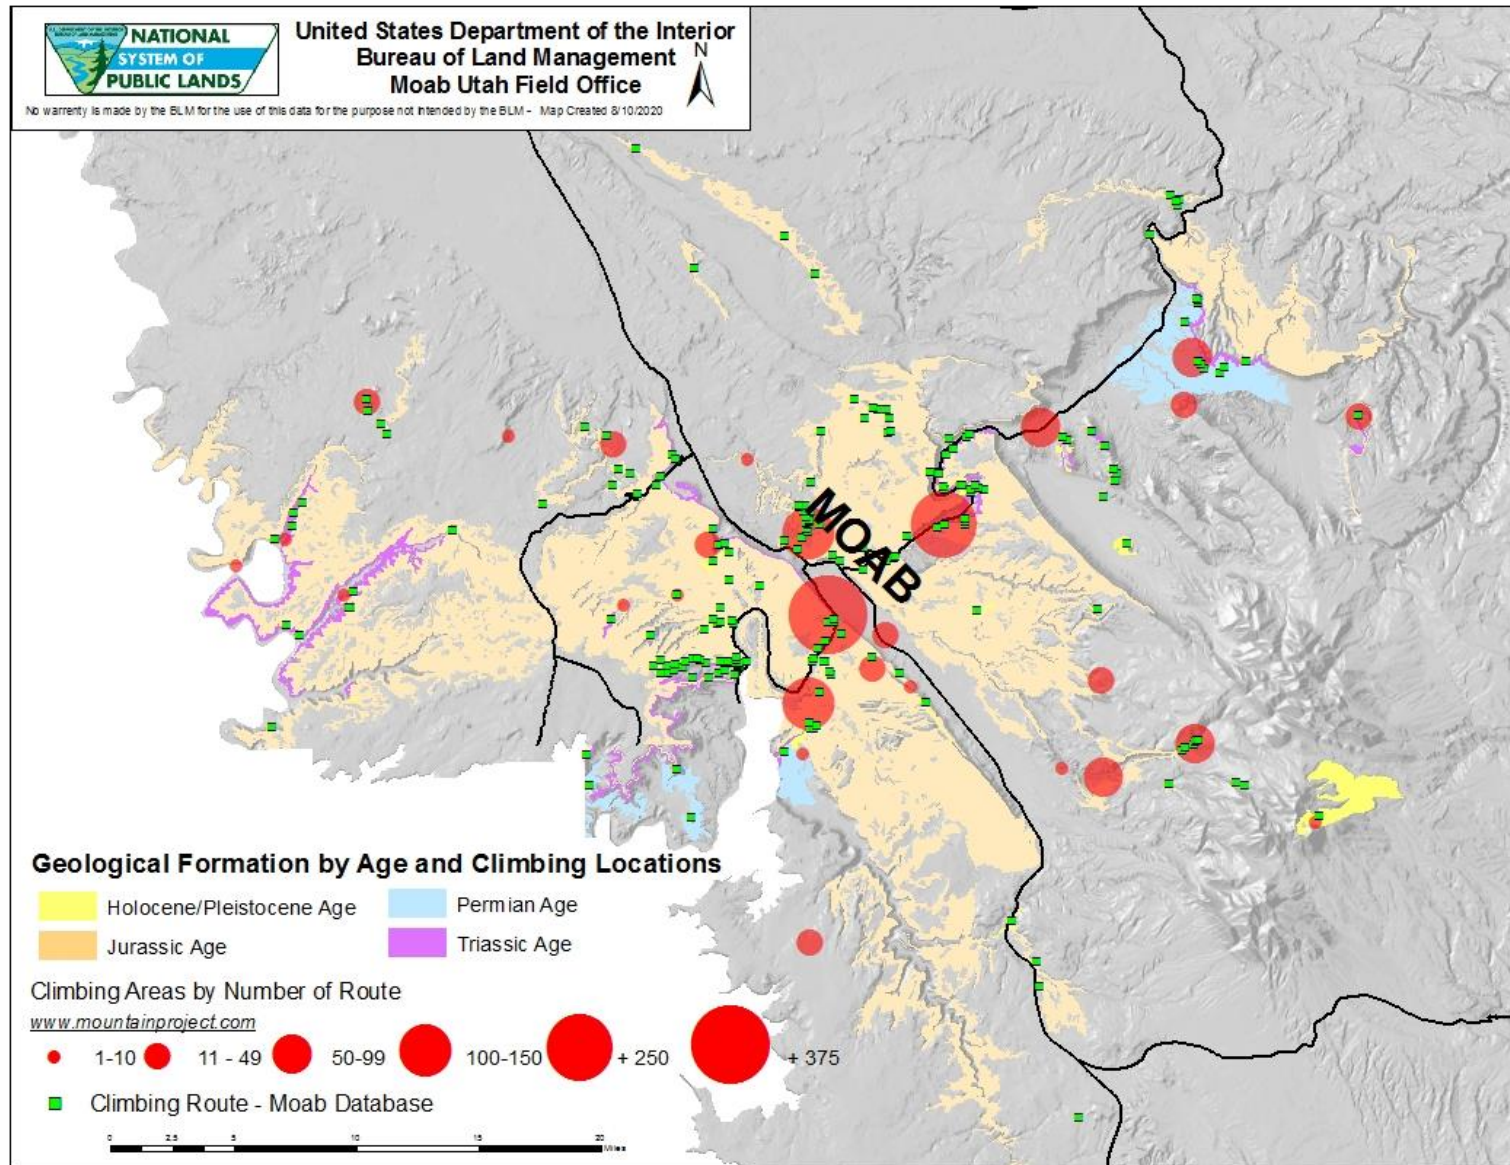 NATIONAL
SYSTEM OF
PUBLIC LANDS
United States Department of the Interior
Bureau of Land Management
Moab Utah Field Office
N
No warrenty is made by the BLM for the use of this data for the purpose not intended by the BLM - Map Created 8/10/2020
MOAB
Geological Formation by Age and Climbing Locations
Holocene/Pleistocene Age
Permian Age
Jurassic Age
Triassic Age
Climbing Areas by Number of Route
www.mountainproject.com
1-10
11 - 49
50-99
100-150
+ 250
+ 375
Climbing Route - Moab Database
0 2.5 5 10 15 20
Miles